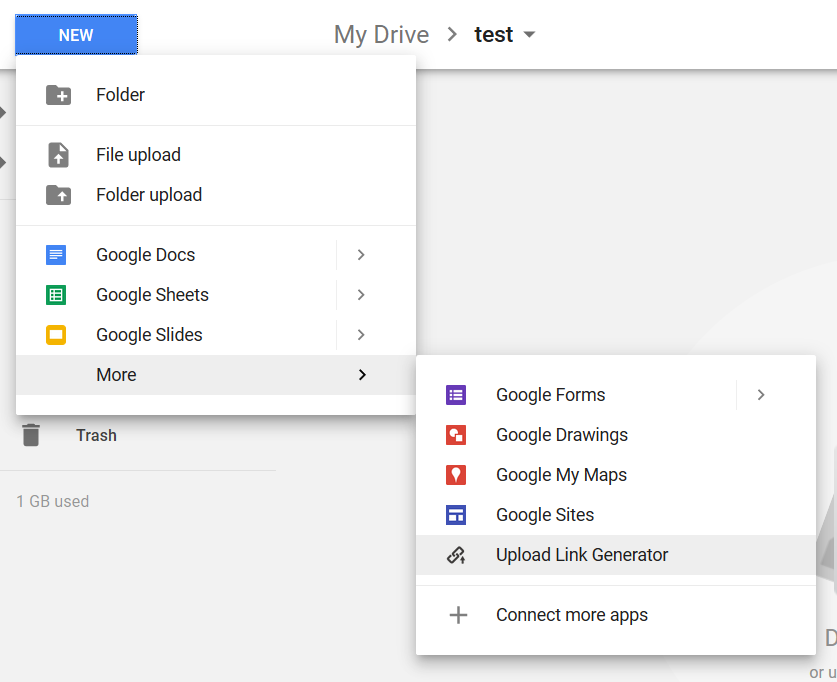 NEW
My Drive > test
Folder
File upload
Folder upload
Google Docs
Google Sheets
Google Slides
More
Google Forms
Google Drawings
Google My Maps
Google Sites
Upload Link Generator
Connect more apps
Trash
1 GB used
or